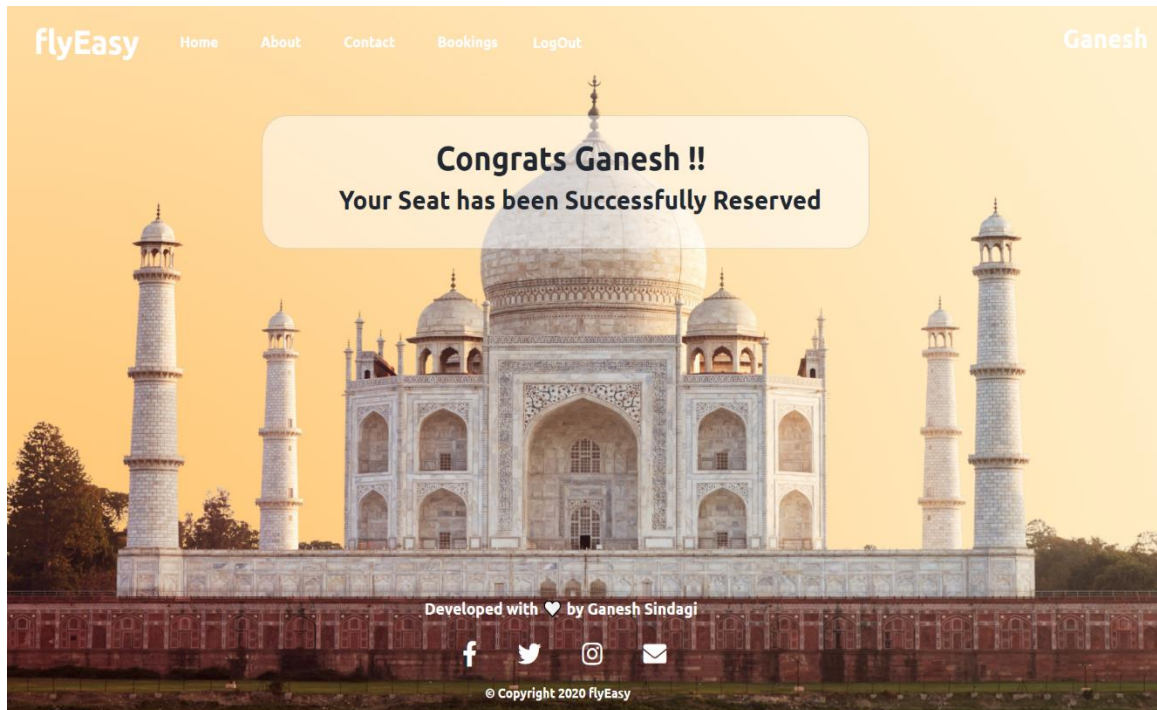 flyEasy Home About Contact Bookings LogOut Ganesh
Congrats Ganesh !!
Your Seat has been Successfully Reserved
Developed with 🤍 by Ganesh Sindagi
© Copyright 2020 flyEasy